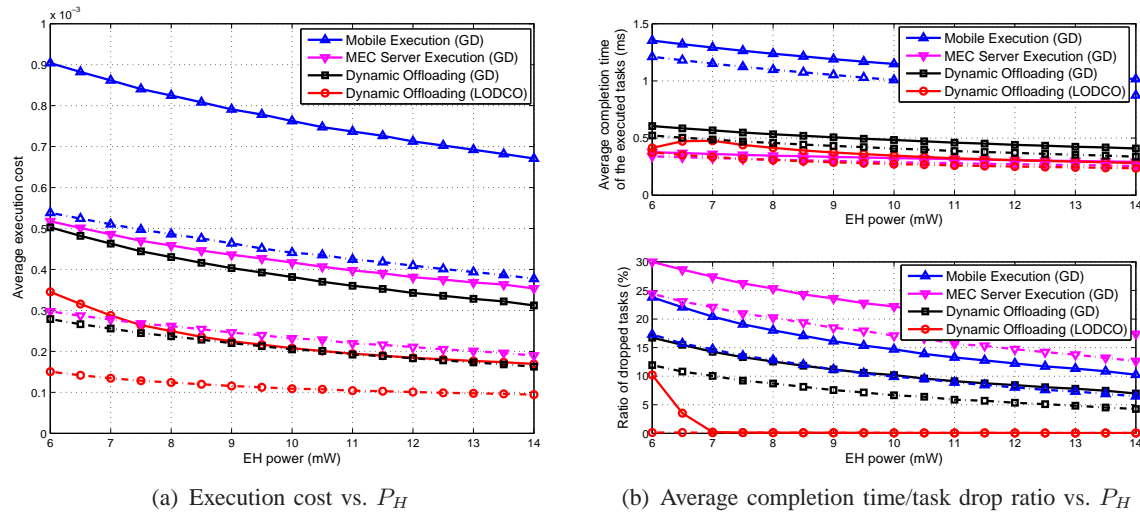 x 10⁻³
1
0.9
0.8
0.7
0.6
0.5
0.4
0.3
0.2
0.1
0
Average execution cost
Mobile Execution (GD)
MEC Server Execution (GD)
Dynamic Offloading (GD)
Dynamic Offloading (LODCO)
6 7 8 9 10 11 12 13 14
EH power (mW)
(a) Execution cost vs. P_H
1.5
1
0.5
0
Average completion time
of the executed tasks (ms)
Mobile Execution (GD)
MEC Server Execution (GD)
Dynamic Offloading (GD)
Dynamic Offloading (LODCO)
6 7 8 9 10 11 12 13 14
EH power (mW)
30
25
20
15
10
5
0
Ratio of dropped tasks (%)
Mobile Execution (GD)
MEC Server Execution (GD)
Dynamic Offloading (GD)
Dynamic Offloading (LODCO)
6 7 8 9 10 11 12 13 14
EH power (mW)
(b) Average completion time/task drop ratio vs. P_H